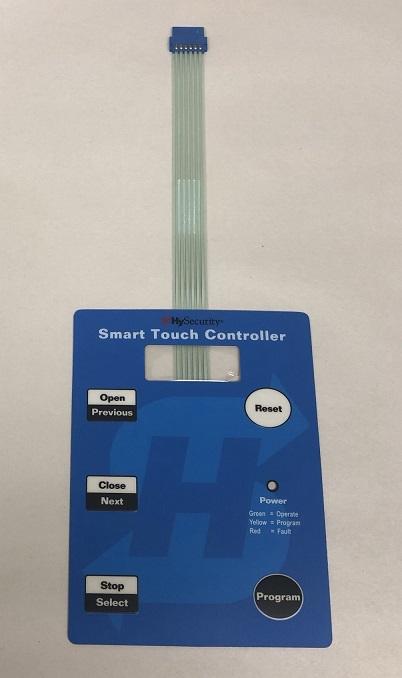 HySecurity
Smart Touch Controller
Open
Previous
Reset
Close
Next
Power
Green = Operate
Yellow = Program
Red = Fault
Stop
Select
Program